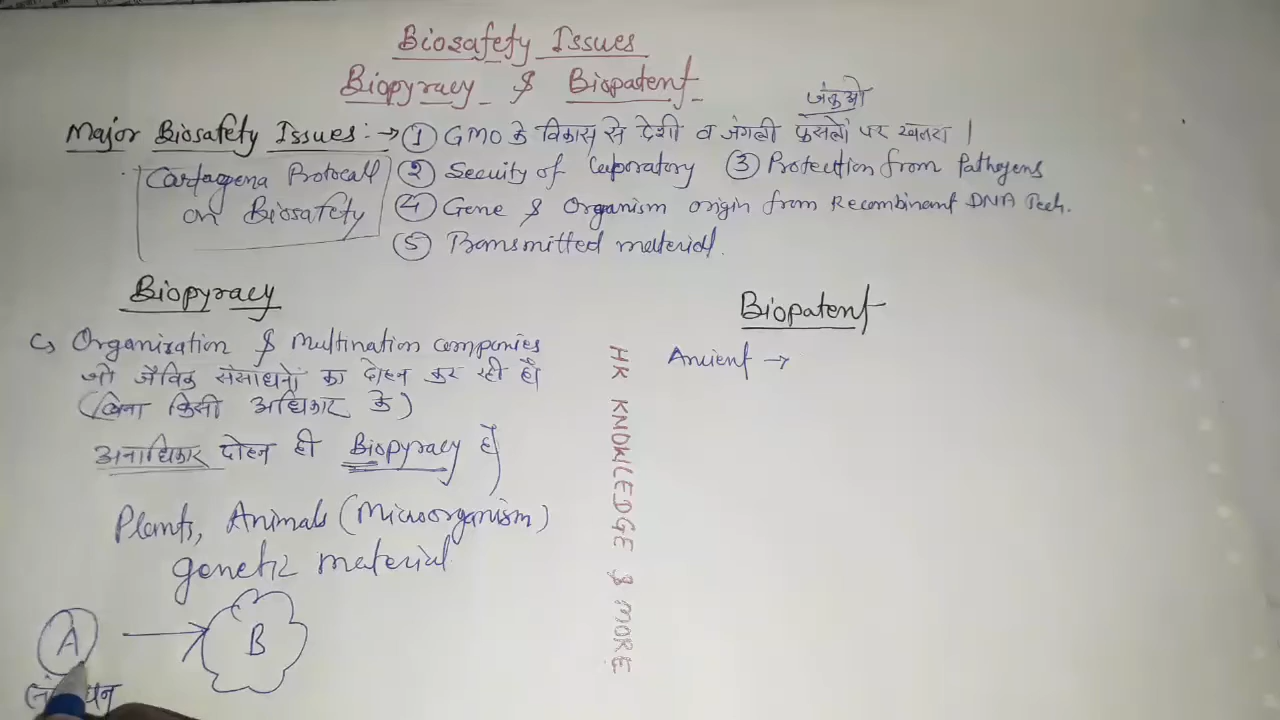 Biosafety Issues
Biopyracy & Biopatent
जंतुओ
Major Biosafety Issues :→ ① GMO के विकास से देशी व जंगली फसलों पर खतरा ।
Cartagena Protocall on Biosafety
② Secuity of Laporatory ③ Protection from Pathogens
④ Gene & Organism origin from Recombinant DNA Tech.
⑤ Transmitted material.
Biopyracy
Organization & Multination companies
जो जैविक संसाधनों का दोहन कर रही हैं
(बिना किसी अधिकार के)
अनाधिकार दोहन ही Biopyracy है
Plants, Animals (Microorganism)
genetic material
A → B
Biopatent
Ancient →
HK KNOWLEDGE & MORE